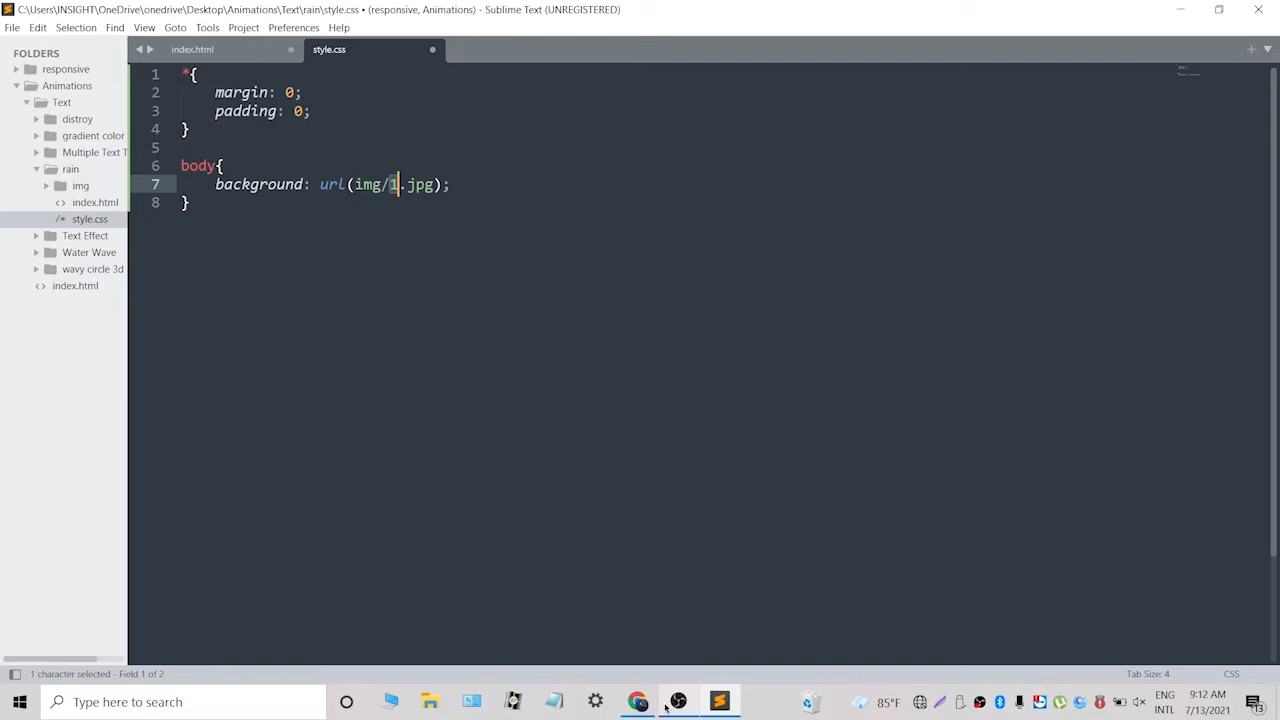 C:\Users\INSIGHT\OneDrive\onedrive\Desktop\Animations\Text\rain\style.css • (responsive, Animations) - Sublime Text (UNREGISTERED)
File Edit Selection Find View Goto Tools Project Preferences Help
FOLDERS
responsive
Animations
Text
distroy
gradient color
Multiple Text T
rain
img
<> index.html
/* style.css
Text Effect
Water Wave
wavy circle 3d
<> index.html
index.html
style.css
1 *{
2 margin: 0;
3 padding: 0;
4 }
5
6 body{
7 background: url(img/1.jpg);
8 }
1 character selected - Field 1 of 2
Tab Size: 4
CSS
Type here to search
85°F
ENG
INTL
9:12 AM
7/13/2021
13